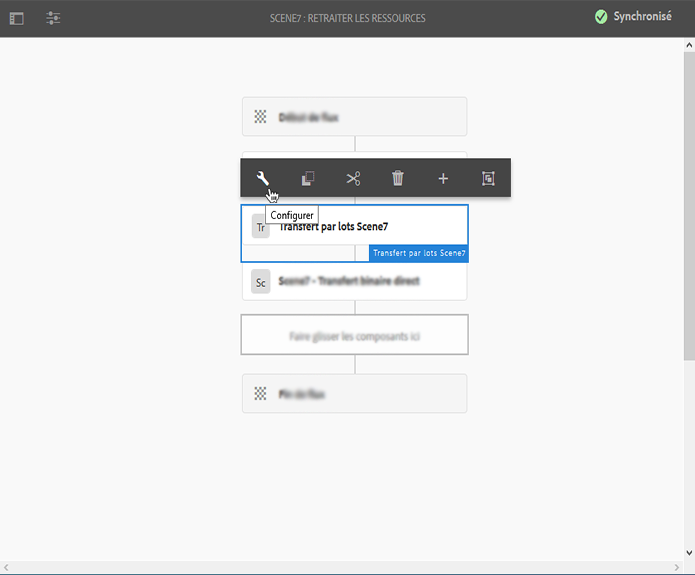 SCENE7 : RETRAITER LES RESSOURCES
Synchronisé
Début de flux
Configurer
Tr
Transfert par lots Scene7
Transfert par lots Scene7
Sc
Scene7 - Transfert binaire direct
Faire glisser les composants ici
Fin de flux